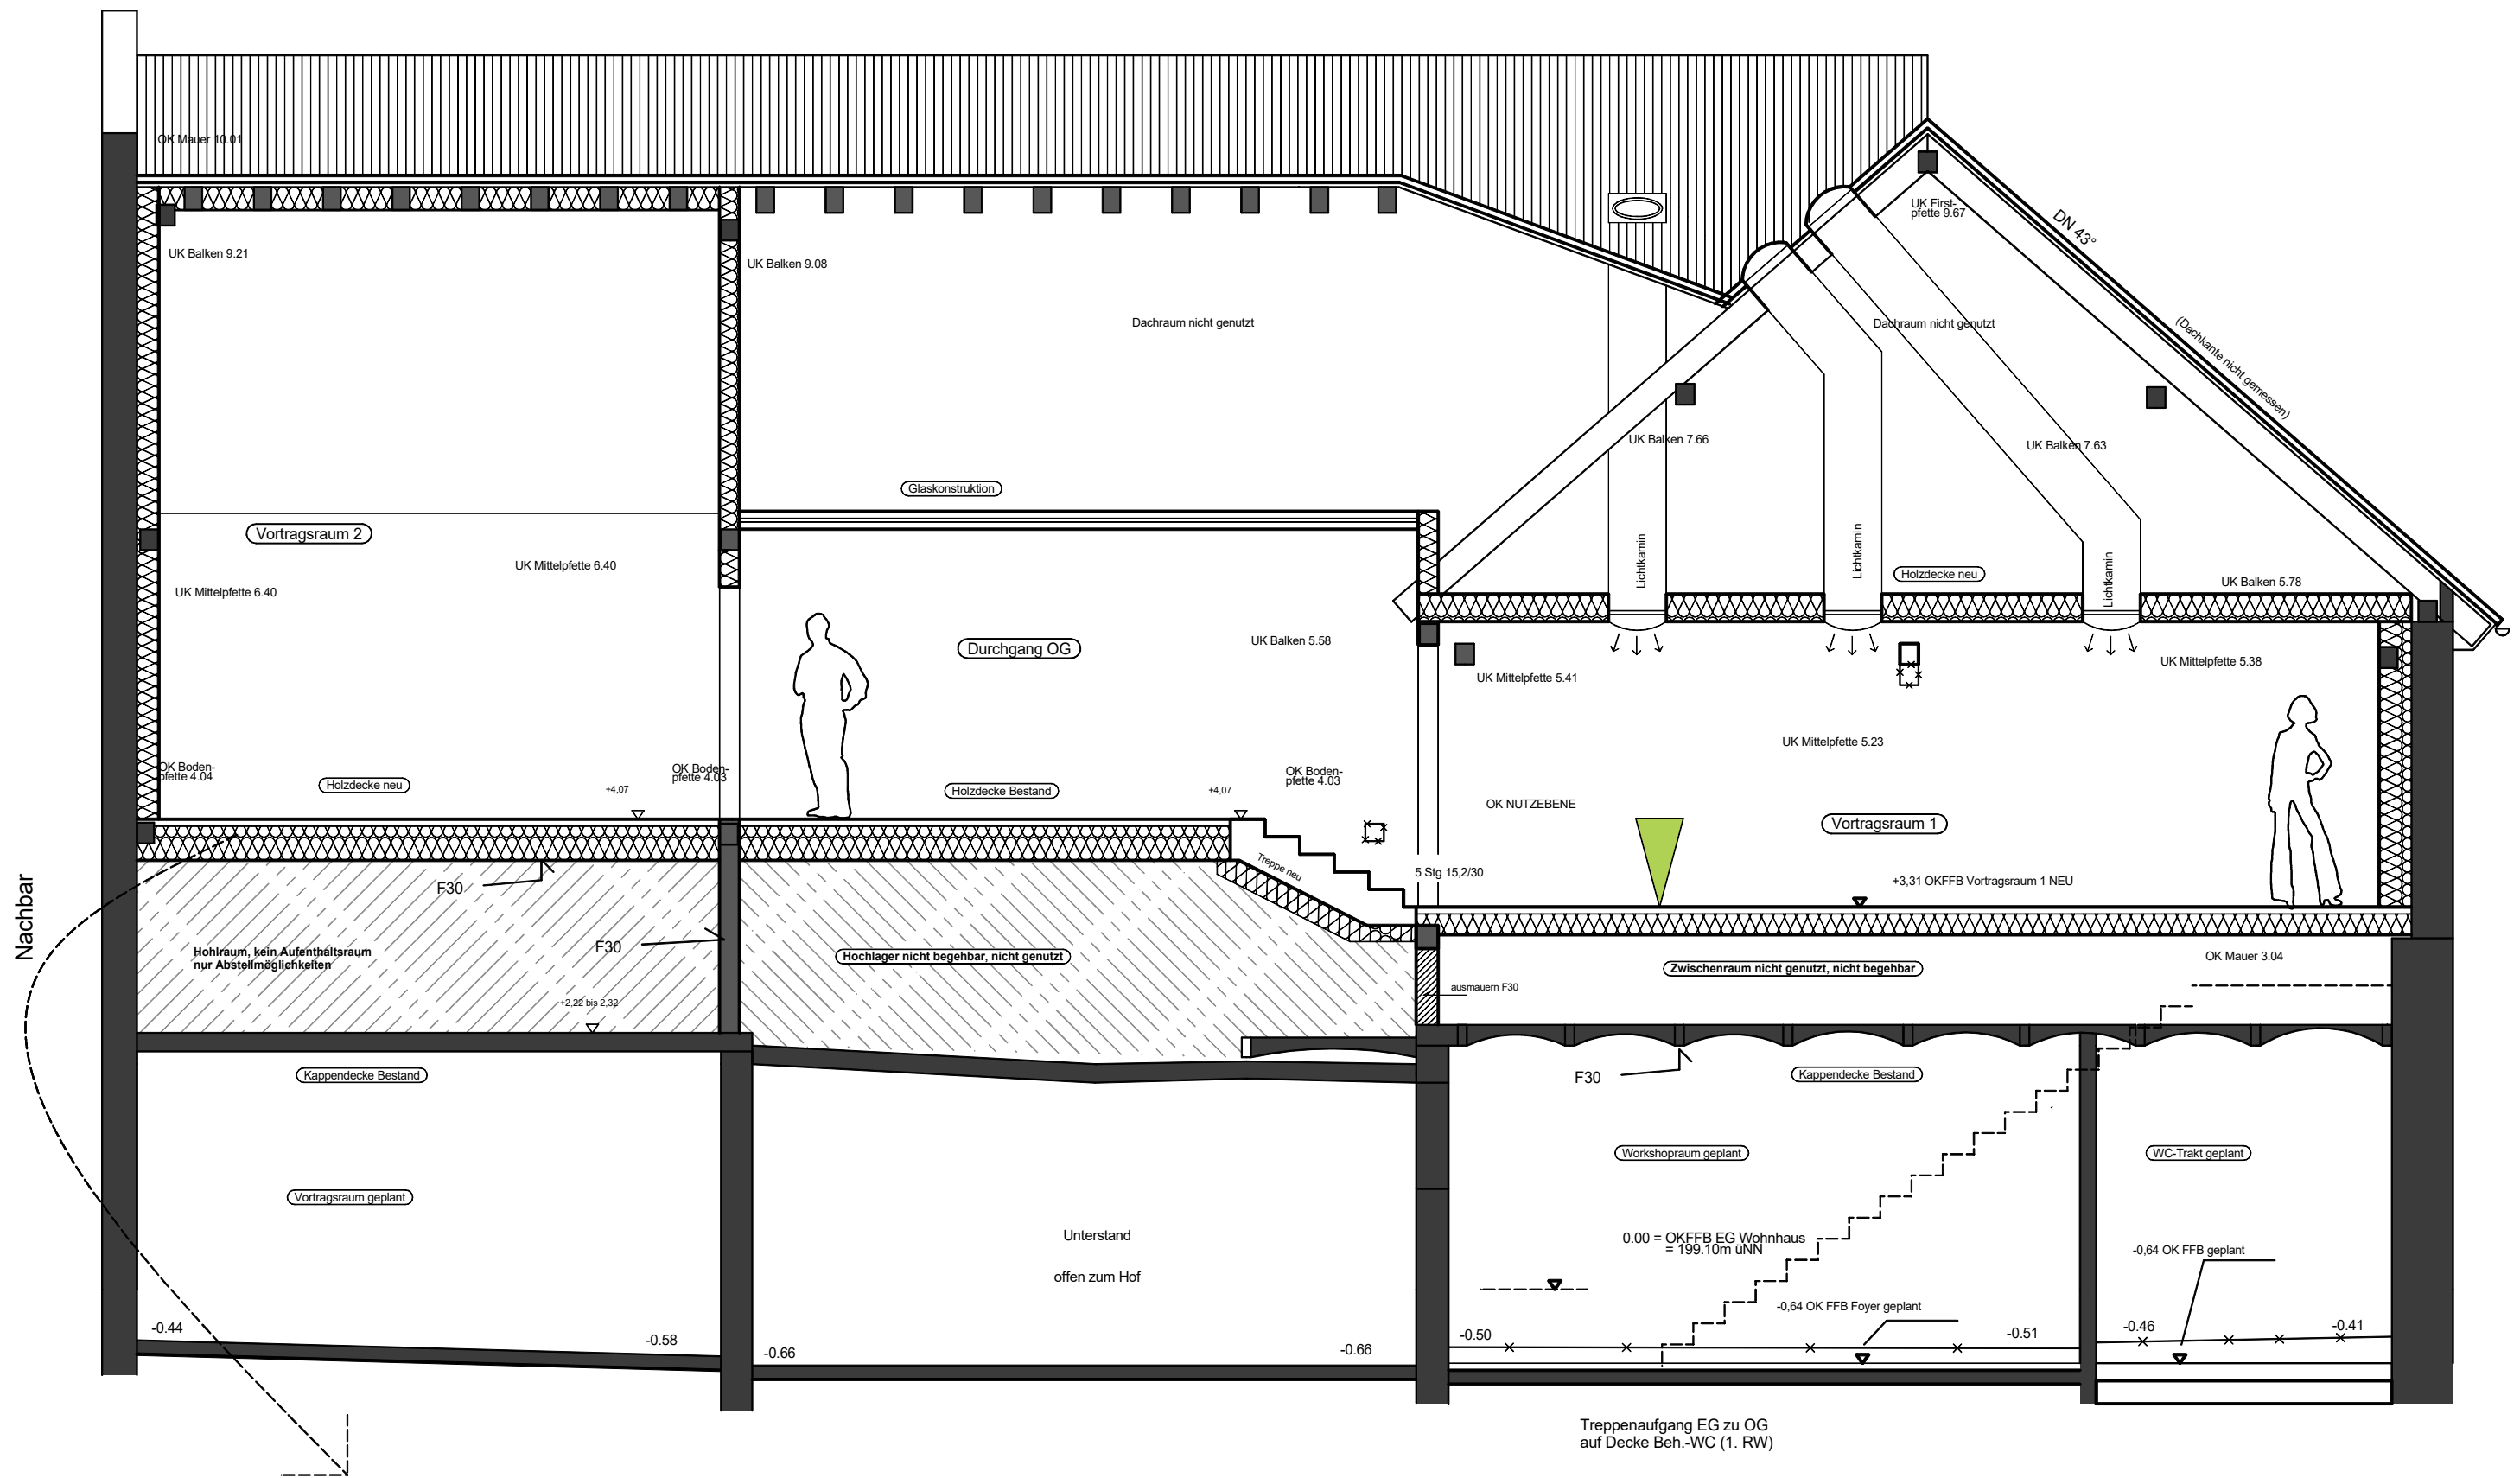 OK Mauer 10.01
UK Balken 9.21
UK Balken 9.08
UK First-
pfette 9.67
DN 43°
Dachraum nicht genutzt
Dachraum nicht genutzt
(Dachkante nicht gemessen)
UK Balken 7.66
UK Balken 7.63
Glaskonstruktion
Vortragsraum 2
UK Mittelpfette 6.40
UK Mittelpfette 6.40
Lichtkamin
Lichtkamin
Lichtkamin
Holzdecke neu
UK Balken 5.78
Durchgang OG
UK Balken 5.58
UK Mittelpfette 5.41
UK Mittelpfette 5.38
UK Mittelpfette 5.23
OK Boden-
pfette 4.04
Holzdecke neu
+4,07
OK Boden-
pfette 4.03
Holzdecke Bestand
+4,07
OK Boden-
pfette 4.03
OK NUTZEBENE
Vortragsraum 1
Treppe neu
5 Stg 15,2/30
+3,31 OKFFB Vortragsraum 1 NEU
Nachbar
F30
F30
Hohlraum, kein Aufenthaltsraum
nur Abstellmöglichkeiten
+2,22 bis 2,32
Hochlager nicht begehbar, nicht genutzt
ausmauern F30
Zwischenraum nicht genutzt, nicht begehbar
OK Mauer 3.04
Kappendecke Bestand
F30
Kappendecke Bestand
Vortragsraum geplant
Workshopraum geplant
WC-Trakt geplant
Unterstand
offen zum Hof
0.00 = OKFFB EG Wohnhaus
= 199.10m üNN
-0,64 OK FFB geplant
-0,64 OK FFB Foyer geplant
-0.44
-0.58
-0.66
-0.66
-0.50
-0.51
-0.46
-0.41
Treppenaufgang EG zu OG
auf Decke Beh.-WC (1. RW)